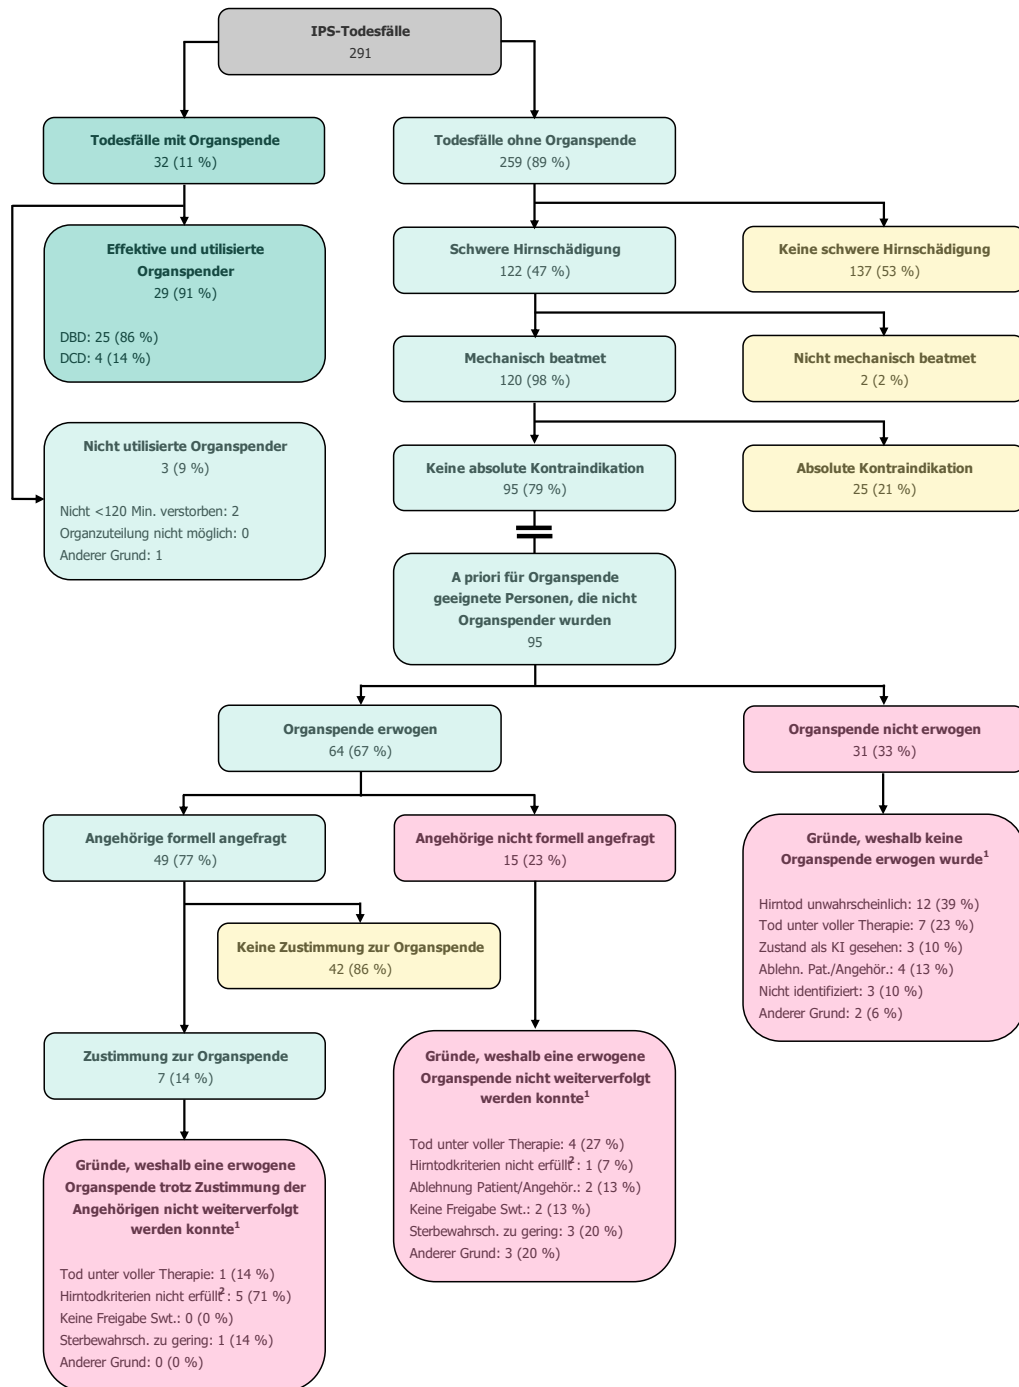 IPS-Todesfälle
291
Todesfälle mit Organspende
32 (11 %)
Todesfälle ohne Organspende
259 (89 %)
Effektive und utilisierte
Organspender
29 (91 %)
DBD: 25 (86 %)
DCD: 4 (14 %)
Schwere Hirnschädigung
122 (47 %)
Keine schwere Hirnschädigung
137 (53 %)
Mechanisch beatmet
120 (98 %)
Nicht mechanisch beatmet
2 (2 %)
Nicht utilisierte Organspender
3 (9 %)
Nicht <120 Min. verstorben: 2
Organzuteilung nicht möglich: 0
Anderer Grund: 1
Keine absolute Kontraindikation
95 (79 %)
Absolute Kontraindikation
25 (21 %)
A priori für Organspende
geeignete Personen, die nicht
Organspender wurden
95
Organspende erwogen
64 (67 %)
Organspende nicht erwogen
31 (33 %)
Angehörige formell angefragt
49 (77 %)
Angehörige nicht formell angefragt
15 (23 %)
Gründe, weshalb keine
Organspende erwogen wurde¹
Hirntod unwahrscheinlich: 12 (39 %)
Tod unter voller Therapie: 7 (23 %)
Zustand als KI gesehen: 3 (10 %)
Ablehn. Pat./Angehör.: 4 (13 %)
Nicht identifiziert: 3 (10 %)
Anderer Grund: 2 (6 %)
Keine Zustimmung zur Organspende
42 (86 %)
Zustimmung zur Organspende
7 (14 %)
Gründe, weshalb eine erwogene
Organspende nicht weiterverfolgt
werden konnte¹
Tod unter voller Therapie: 4 (27 %)
Hirntodkriterien nicht erfüllt²: 1 (7 %)
Ablehnung Patient/Angehör.: 2 (13 %)
Keine Freigabe Swt.: 2 (13 %)
Sterbewahrsch. zu gering: 3 (20 %)
Anderer Grund: 3 (20 %)
Gründe, weshalb eine erwogene
Organspende trotz Zustimmung der
Angehörigen nicht weiterverfolgt
werden konnte¹
Tod unter voller Therapie: 1 (14 %)
Hirntodkriterien nicht erfüllt²: 5 (71 %)
Keine Freigabe Swt.: 0 (0 %)
Sterbewahrsch. zu gering: 1 (14 %)
Anderer Grund: 0 (0 %)